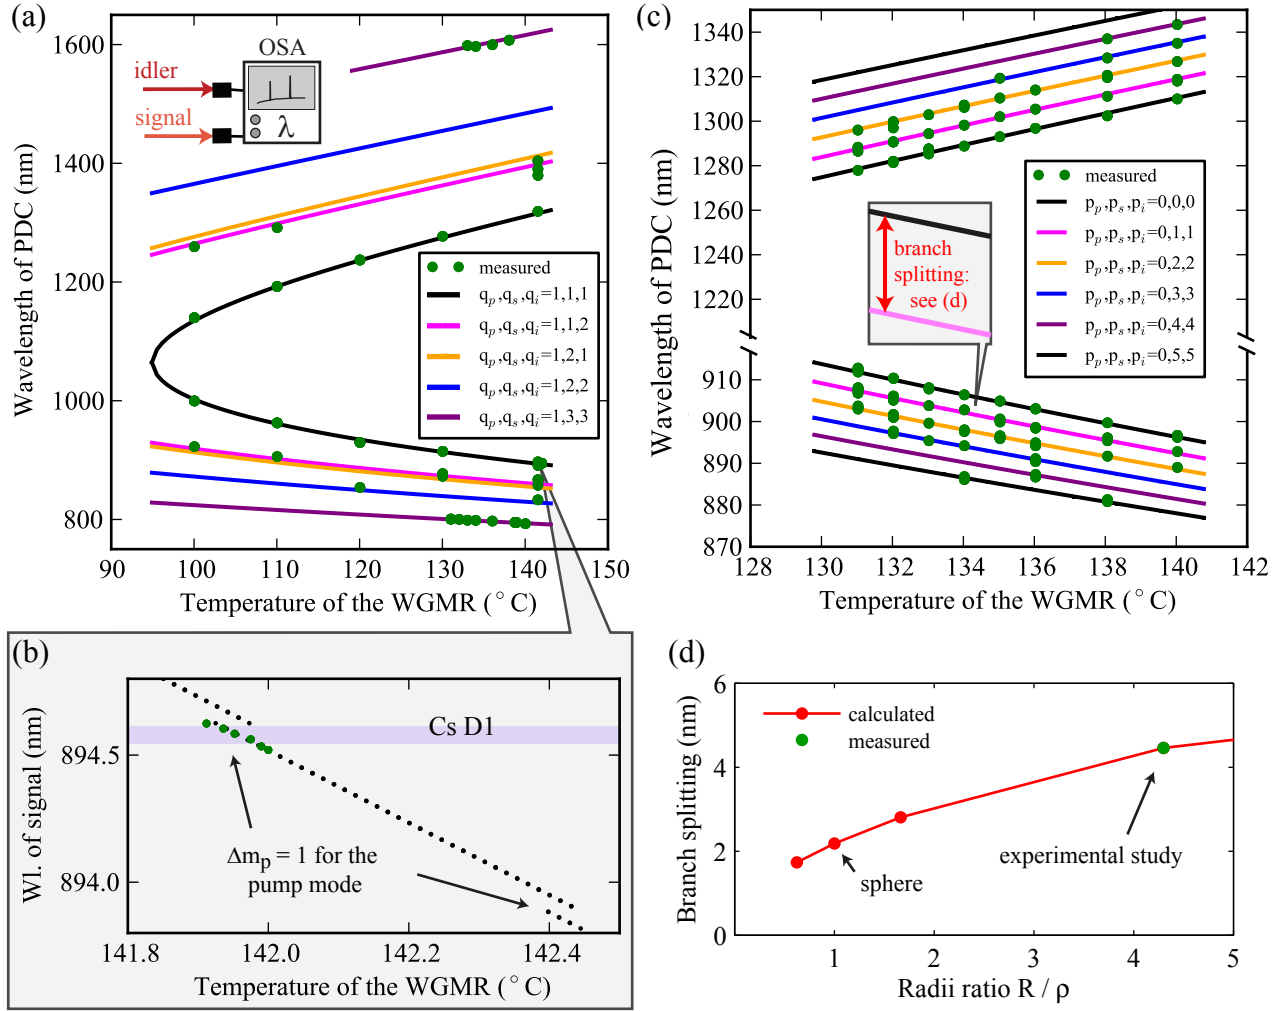 (a)
1600
1400
1200
1000
800
Wavelength of PDC (nm)
OSA
idler
signal
λ
measured
qₚ,qₛ,qᵢ=1,1,1
qₚ,qₛ,qᵢ=1,1,2
qₚ,qₛ,qᵢ=1,2,1
qₚ,qₛ,qᵢ=1,2,2
qₚ,qₛ,qᵢ=1,3,3
90 100 110 120 130 140 150
Temperature of the WGMR (°C)
(b)
894.5
894.0
Wl. of signal (nm)
Cs D1
Δmₚ = 1 for the
pump mode
141.8 142.0 142.2 142.4
Temperature of the WGMR (°C)
(c)
1340
1320
1300
1280
1260
1240
1220
910
900
890
880
870
Wavelength of PDC (nm)
branch
splitting:
see (d)
measured
pₚ,pₛ,pᵢ=0,0,0
pₚ,pₛ,pᵢ=0,1,1
pₚ,pₛ,pᵢ=0,2,2
pₚ,pₛ,pᵢ=0,3,3
pₚ,pₛ,pᵢ=0,4,4
pₚ,pₛ,pᵢ=0,5,5
128 130 132 134 136 138 140 142
Temperature of the WGMR (°C)
(d)
6
4
2
0
Branch splitting (nm)
calculated
measured
experimental study
sphere
1 2 3 4 5
Radii ratio R / ρ